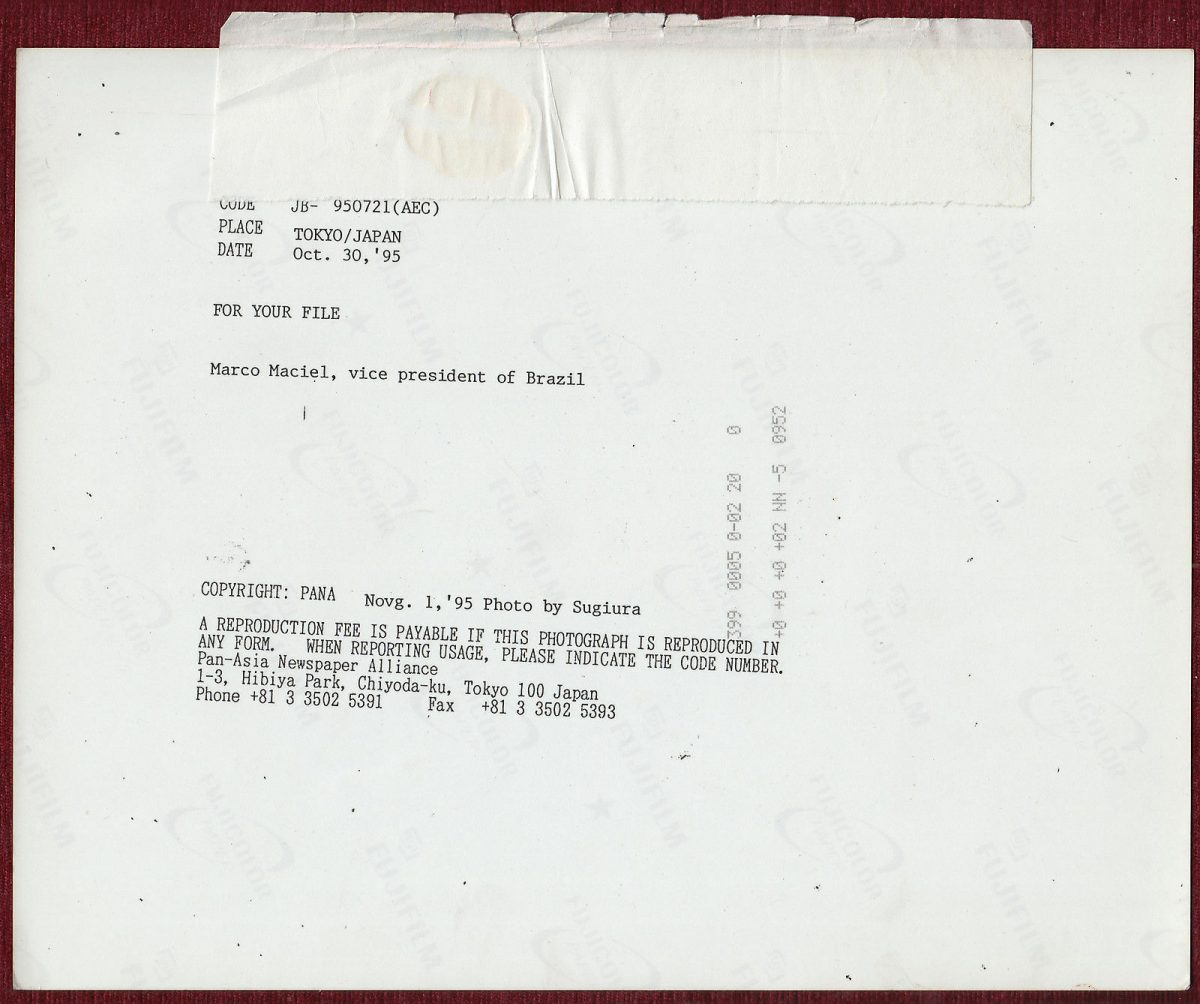 CODE JB- 950721(AEC)
PLACE TOKYO/JAPAN
DATE Oct. 30,'95
FOR YOUR FILE
Marco Maciel, vice president of Brazil
COPYRIGHT: PANA Novg. 1,'95 Photo by Sugiura
A REPRODUCTION FEE IS PAYABLE IF THIS PHOTOGRAPH IS REPRODUCED IN
ANY FORM. WHEN REPORTING USAGE, PLEASE INDICATE THE CODE NUMBER.
Pan-Asia Newspaper Alliance
1-3, Hibiya Park, Chiyoda-ku, Tokyo 100 Japan
Phone +81 3 3502 5391 Fax +81 3 3502 5393
399 0005 0-02 20 0
+0 +0 +0 +02 NN -5 0952
FUJIFILM
FUJICOLOR